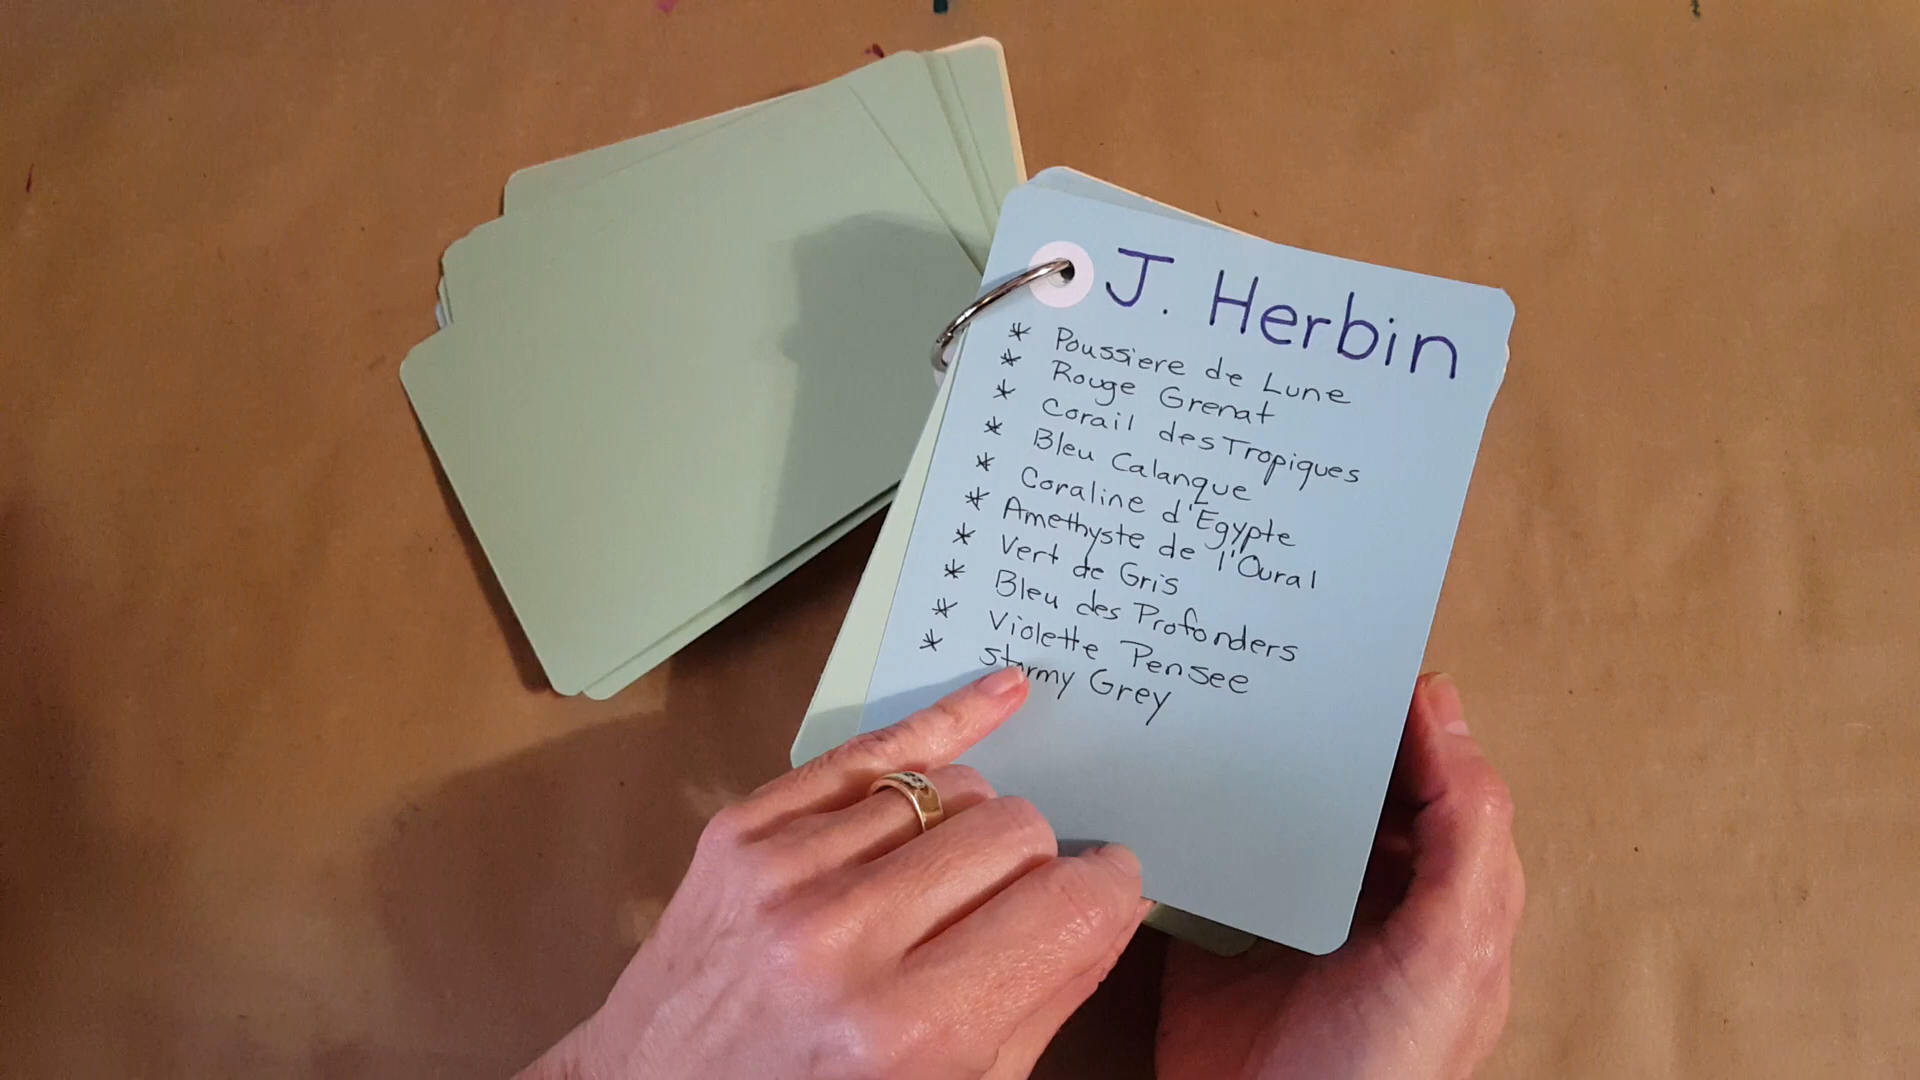 J. Herbin
* Poussiere de Lune
* Rouge Grenat
* Corail des Tropiques
* Bleu Calanque
* Coraline d'Egypte
* Amethyste de l'Oural
* Vert de Gris
* Bleu des Profonders
* Violette Pensee
* Stormy Grey